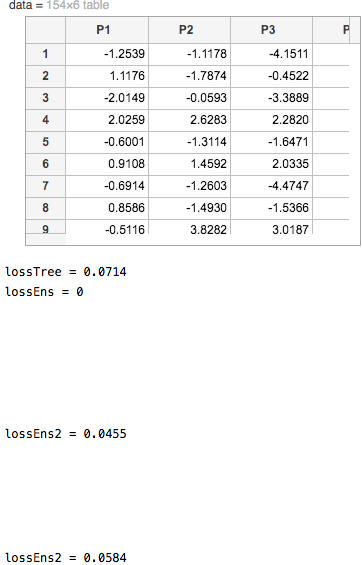 data = 154x6 table
P1 P2 P3 P
1 -1.2539 -1.1178 -4.1511
2 1.1176 -1.7874 -0.4522
3 -2.0149 -0.0593 -3.3889
4 2.0259 2.6283 2.2820
5 -0.6001 -1.3114 -1.6471
6 0.9108 1.4592 2.0335
7 -0.6914 -1.2603 -4.4747
8 0.8586 -1.4930 -1.5366
9 -0.5116 3.8282 3.0187
lossTree = 0.0714
lossEns = 0
lossEns2 = 0.0455
lossEns2 = 0.0584